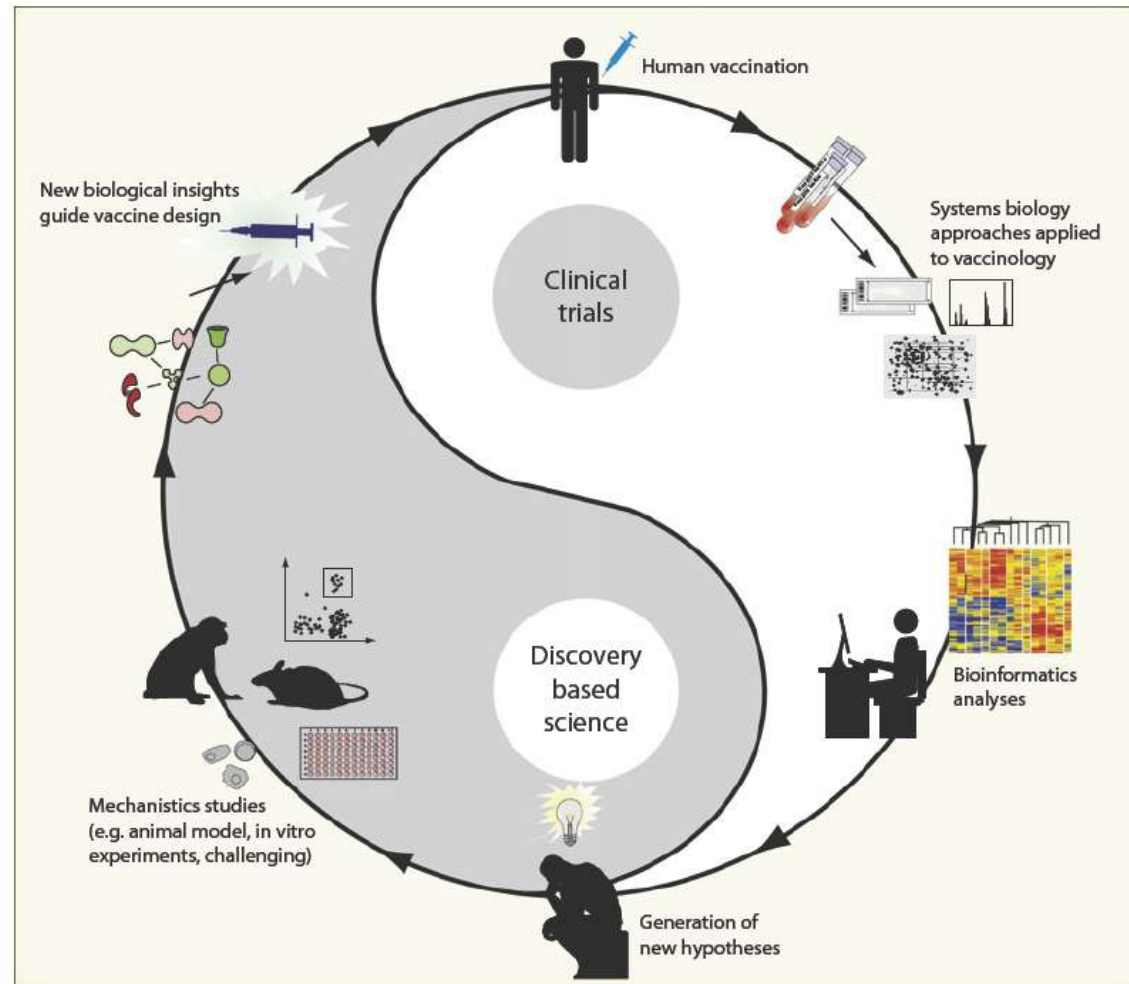 Human vaccination
New biological insights
guide vaccine design
Systems biology
approaches applied
to vaccinology
Clinical
trials
Bioinformatics
analyses
Discovery
based
science
Mechanistics studies
(e.g. animal model, in vitro
experiments, challenging)
Generation of
new hypotheses